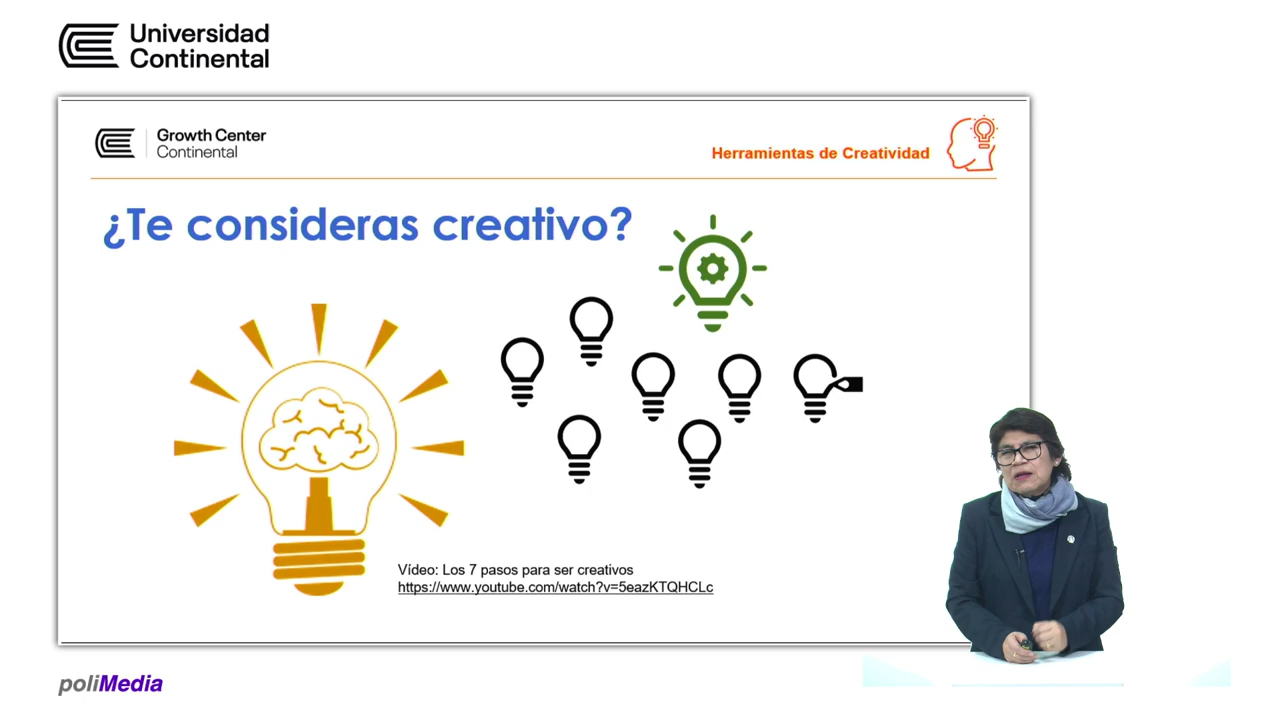 Universidad
Continental
Growth Center
Continental
Herramientas de Creatividad
¿Te consideras creativo?
Vídeo: Los 7 pasos para ser creativos
https://www.youtube.com/watch?v=5eazKTQHCLc
poliMedia